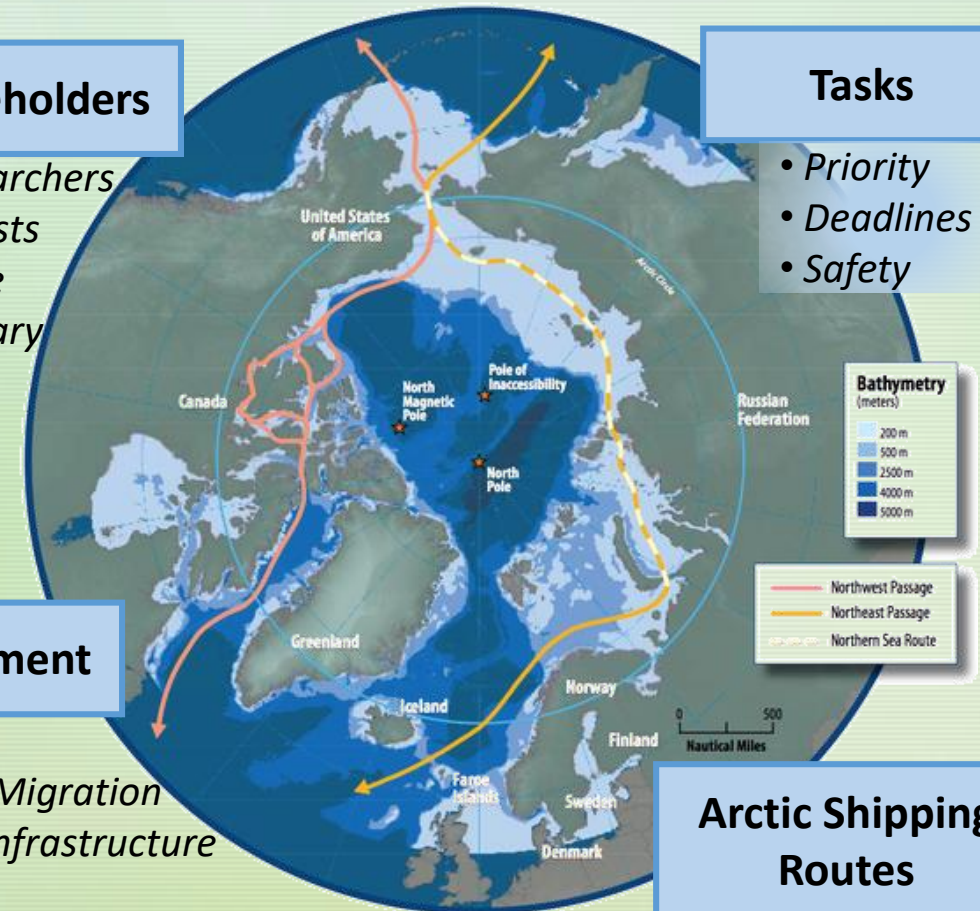 eholders
archers
sts
ary
Tasks
• Priority
• Deadlines
• Safety
United States
of America
Arctic Circle
Canada
North
Magnetic
Pole
Pole of
Inaccessibility
North
Pole
Russian
Federation
Bathymetry
(meters)
200 m
500 m
2500 m
4000 m
5000 m
Northwest Passage
Northeast Passage
Northern Sea Route
Greenland
Iceland
Norway
Finland
Sweden
Faroe
Islands
Denmark
0 500
Nautical Miles
ment
Migration
nfrastructure
Arctic Shipping
Routes